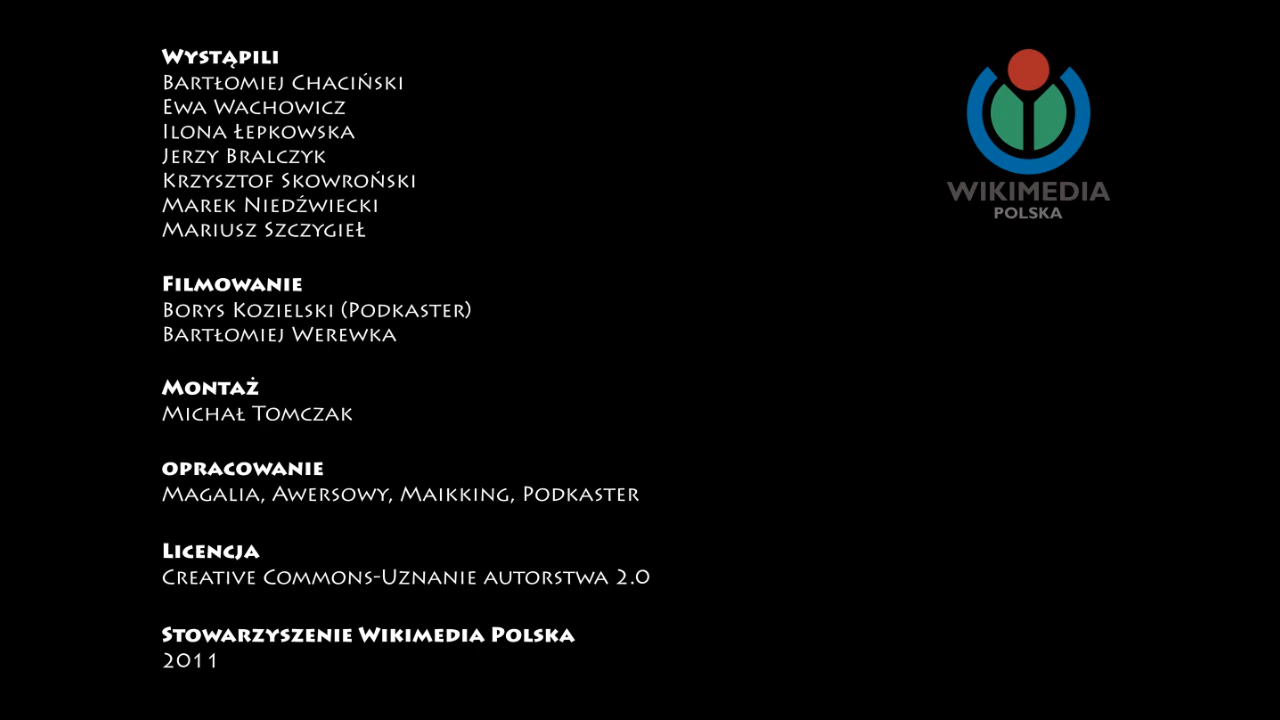 Wystąpili
Bartłomiej Chaciński
Ewa Wachowicz
Ilona Łepkowska
Jerzy Bralczyk
Krzysztof Skowroński
Marek Niedźwiecki
Mariusz Szczygieł
Filmowanie
Borys Kozielski (Podkaster)
Bartłomiej Werewka
Montaż
Michał Tomczak
opracowanie
Magalia, Awersowy, Maikking, Podkaster
Licencja
Creative Commons-Uznanie autorstwa 2.0
Stowarzyszenie Wikimedia Polska
2011
WIKIMEDIA
POLSKA